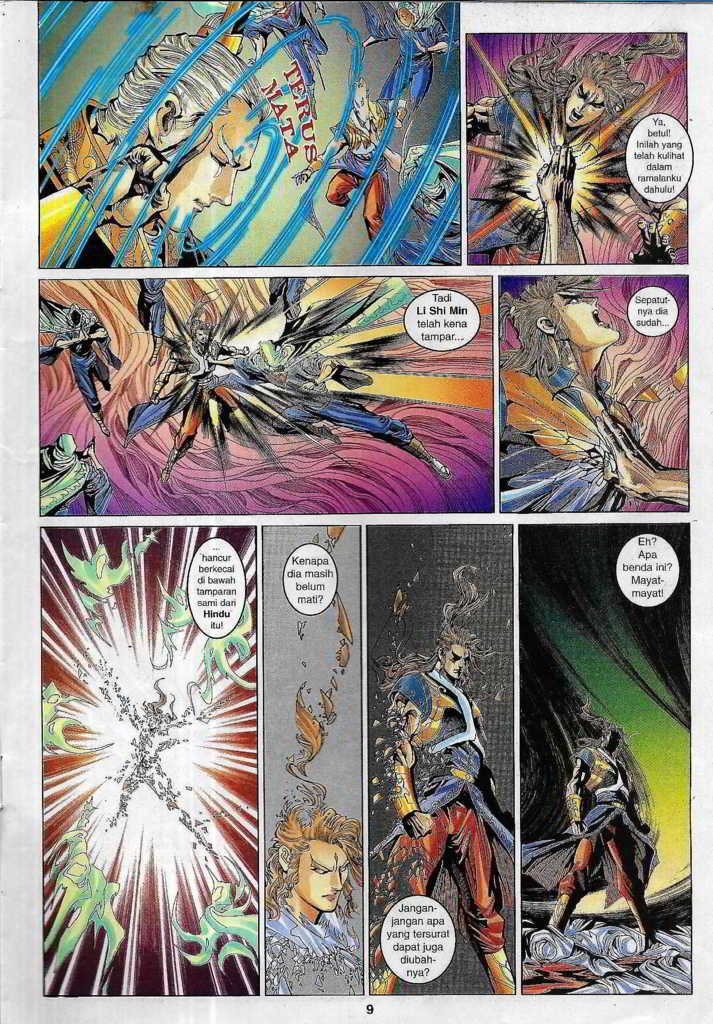 TERUS
MATA
Ya,
betul!
Inilah yang
telah kulihat
dalam
ramalanku
dahulu!
Tadi
Li Shi Min
telah kena
tampar...
Sepatut-
nya dia
sudah...
...
hancur
berkecai
di bawah
tamparan
sami dari
Hindu
itu!
Kenapa
dia masih
belum
mati?
Jangan-
jangan apa
yang tersurat
dapat juga
diubah-
nya?
Eh?
Apa
benda ini?
Mayat-
mayat!
9